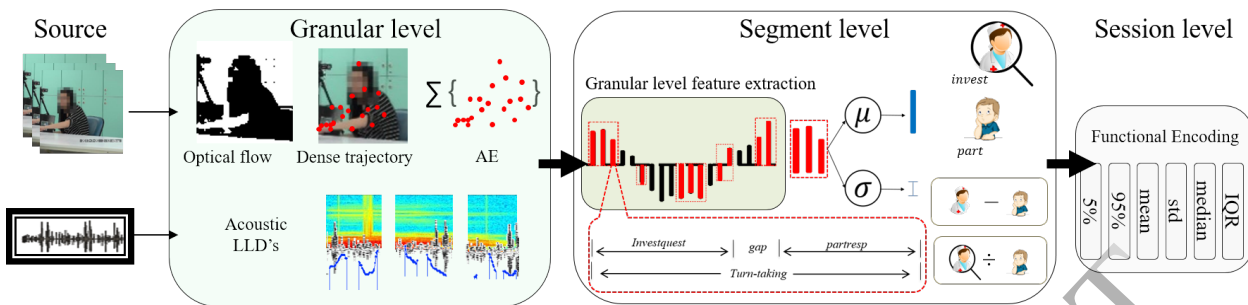 Source
Granular level
Optical flow
Dense trajectory
Σ { }
AE
Acoustic
LLD's
Segment level
Granular level feature extraction
μ
σ
invest
part
−
÷
Investquest
gap
partresp
Turn-taking
Session level
Functional Encoding
5%
95%
mean
std
median
IQR
T